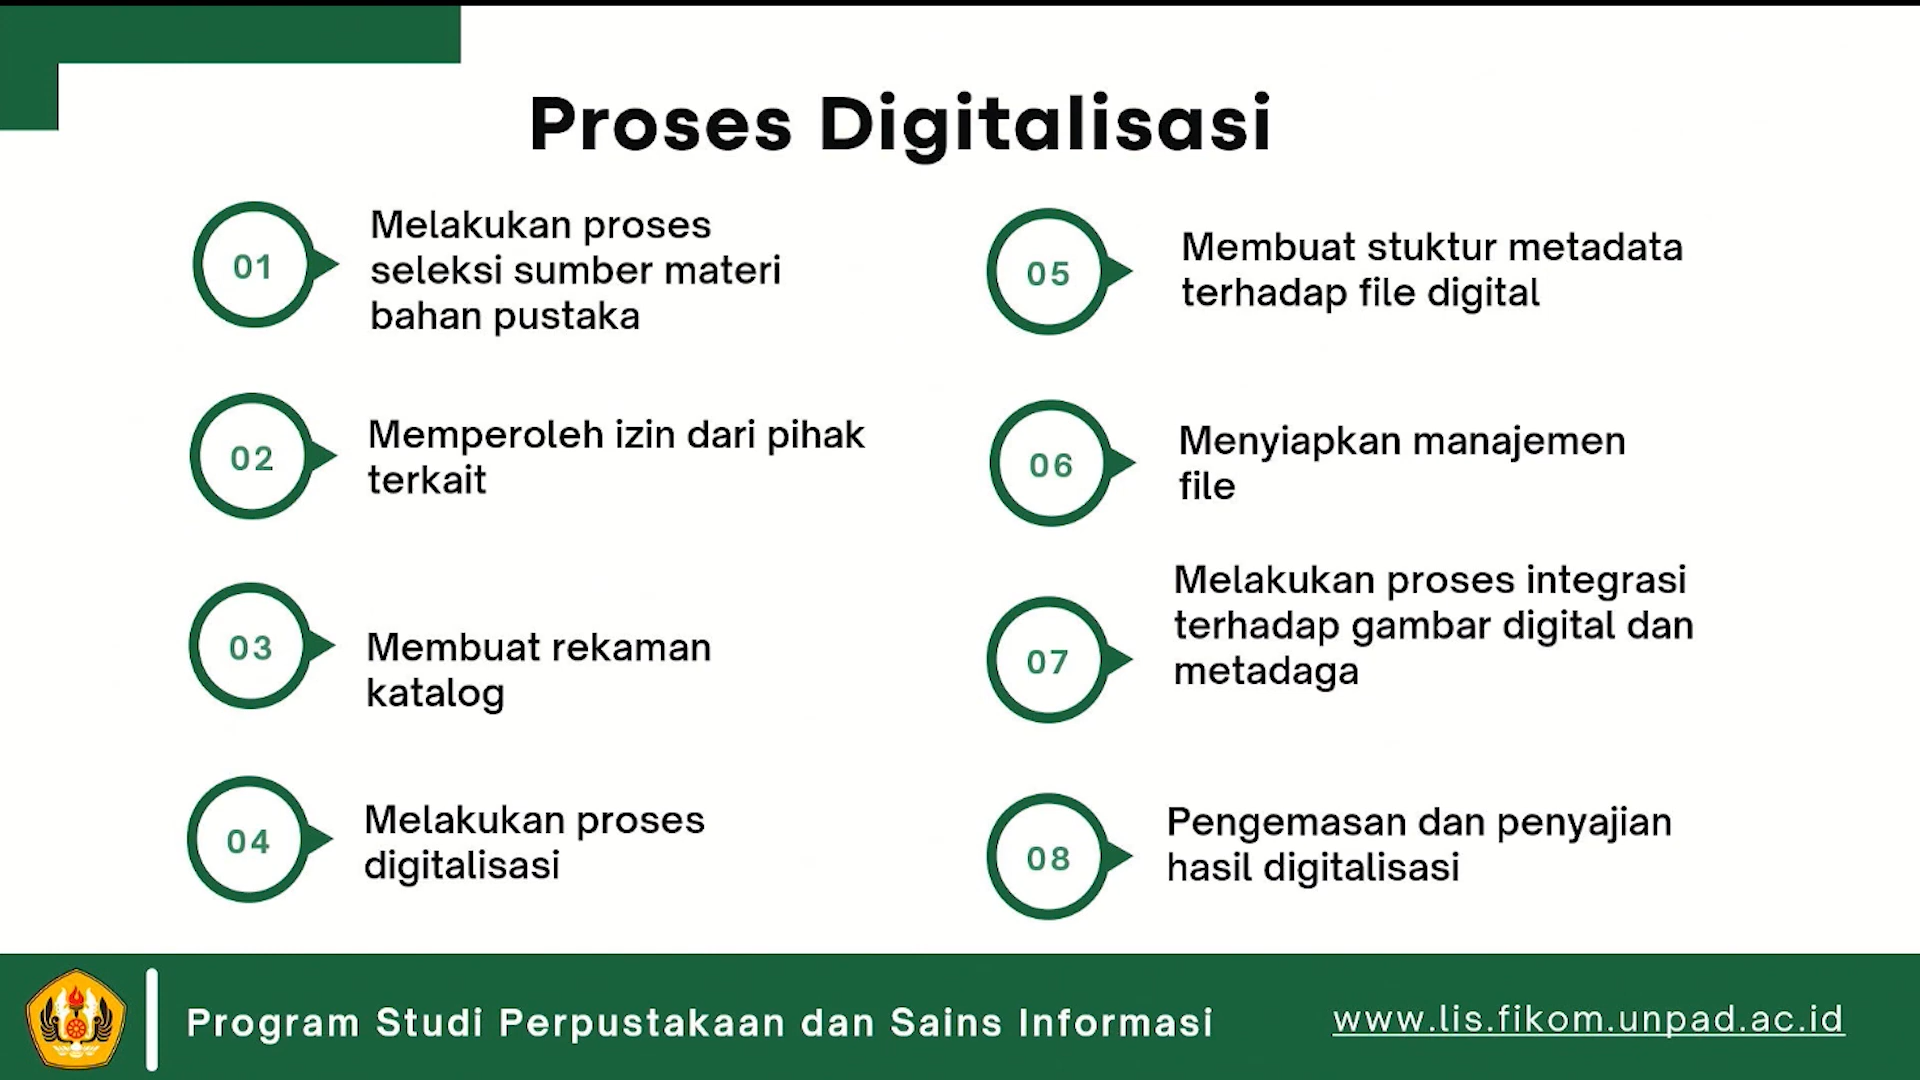 Proses Digitalisasi
01
Melakukan proses
seleksi sumber materi
bahan pustaka
02
Memperoleh izin dari pihak
terkait
03
Membuat rekaman
katalog
04
Melakukan proses
digitalisasi
05
Membuat stuktur metadata
terhadap file digital
06
Menyiapkan manajemen
file
07
Melakukan proses integrasi
terhadap gambar digital dan
metadaga
08
Pengemasan dan penyajian
hasil digitalisasi
Program Studi Perpustakaan dan Sains Informasi
www.lis.fikom.unpad.ac.id